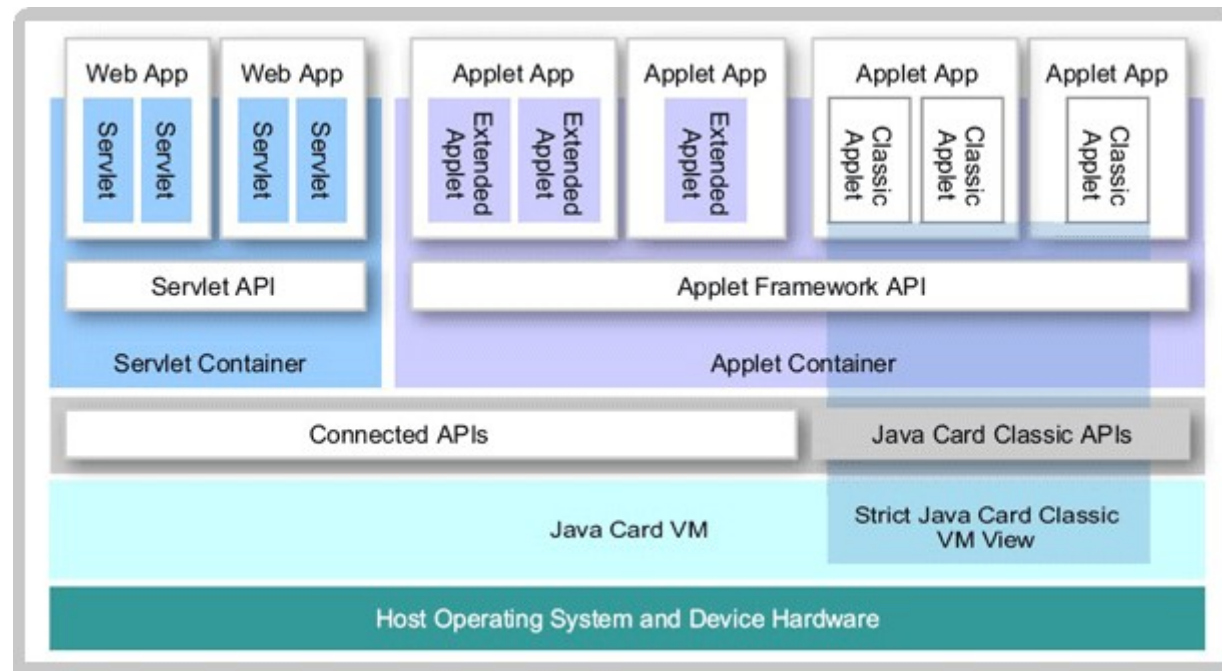 Web App
Web App
Applet App
Applet App
Applet App
Applet App
Servlet
Servlet
Servlet
Servlet
Extended
Applet
Extended
Applet
Extended
Applet
Classic
Applet
Classic
Applet
Classic
Applet
Servlet API
Applet Framework API
Servlet Container
Applet Container
Connected APIs
Java Card Classic APIs
Java Card VM
Strict Java Card Classic
VM View
Host Operating System and Device Hardware